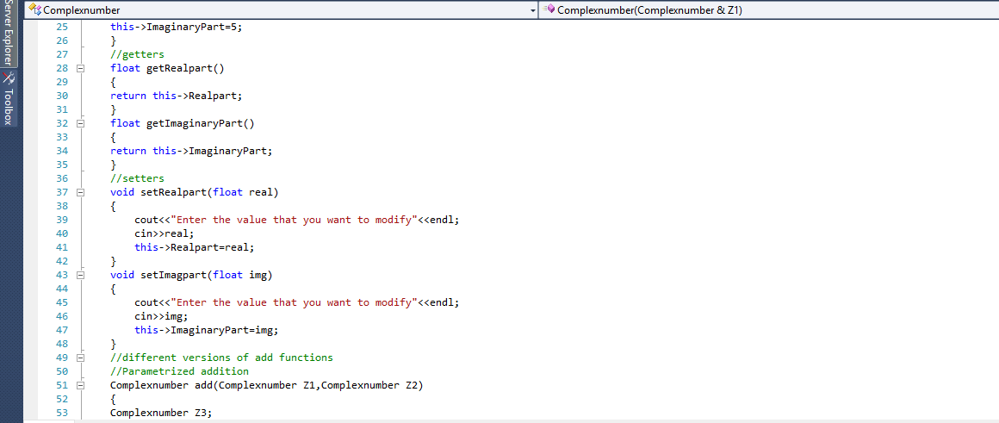 Server Explorer
Toolbox
Complexnumber
Complexnumber(Complexnumber & Z1)
25 this->ImaginaryPart=5;
26 }
27 //getters
28 float getRealpart()
29 {
30 return this->Realpart;
31 }
32 float getImaginaryPart()
33 {
34 return this->ImaginaryPart;
35 }
36 //setters
37 void setRealpart(float real)
38 {
39 cout<<"Enter the value that you want to modify"<<endl;
40 cin>>real;
41 this->Realpart=real;
42 }
43 void setImagpart(float img)
44 {
45 cout<<"Enter the value that you want to modify"<<endl;
46 cin>>img;
47 this->ImaginaryPart=img;
48 }
49 //different versions of add functions
50 //Parametrized addition
51 Complexnumber add(Complexnumber Z1,Complexnumber Z2)
52 {
53 Complexnumber Z3;